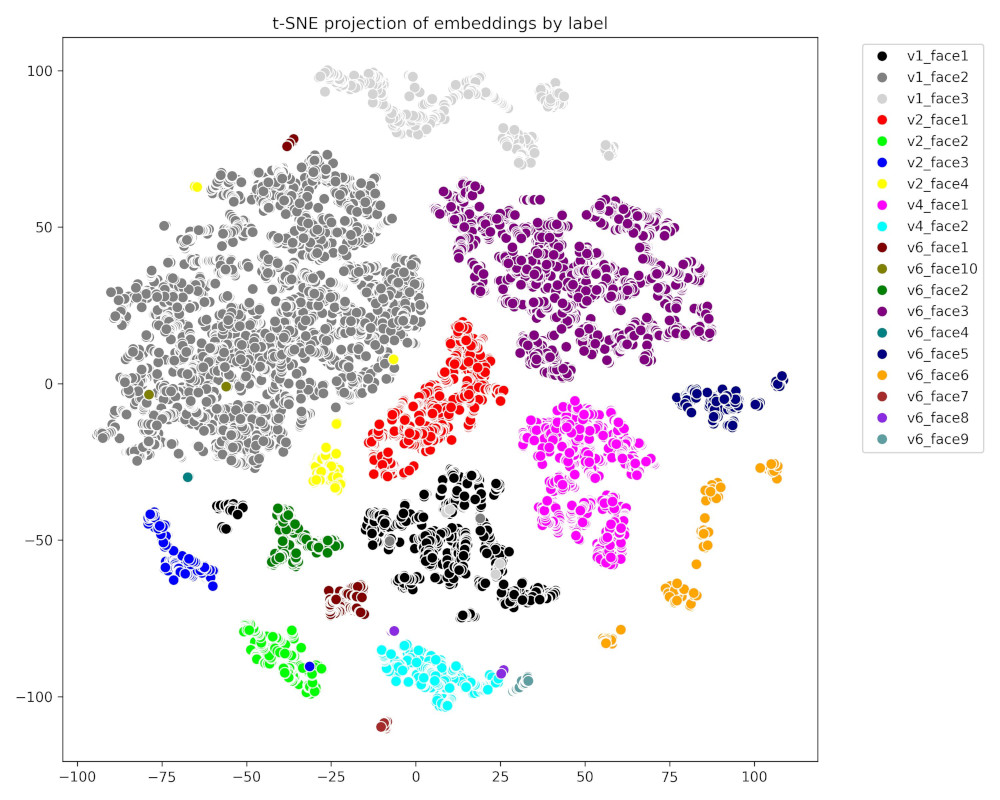 t-SNE projection of embeddings by label
100
50
0
−50
−100
−100
−75
−50
−25
0
25
50
75
100
v1_face1
v1_face2
v1_face3
v2_face1
v2_face2
v2_face3
v2_face4
v4_face1
v4_face2
v6_face1
v6_face10
v6_face2
v6_face3
v6_face4
v6_face5
v6_face6
v6_face7
v6_face8
v6_face9